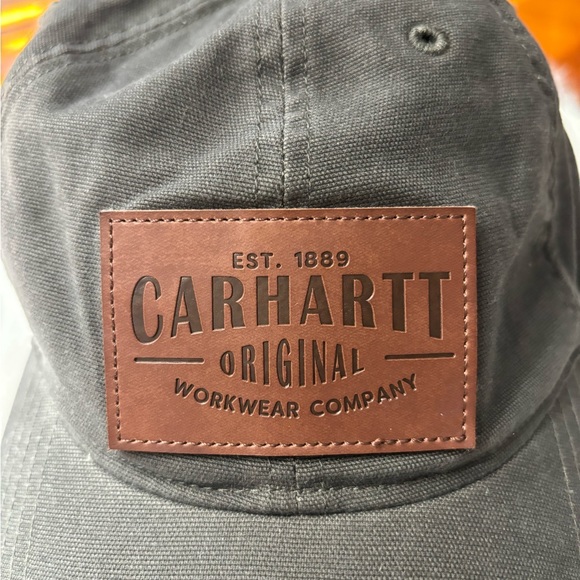 EST. 1889
CARHARTT
ORIGINAL
WORKWEAR COMPANY